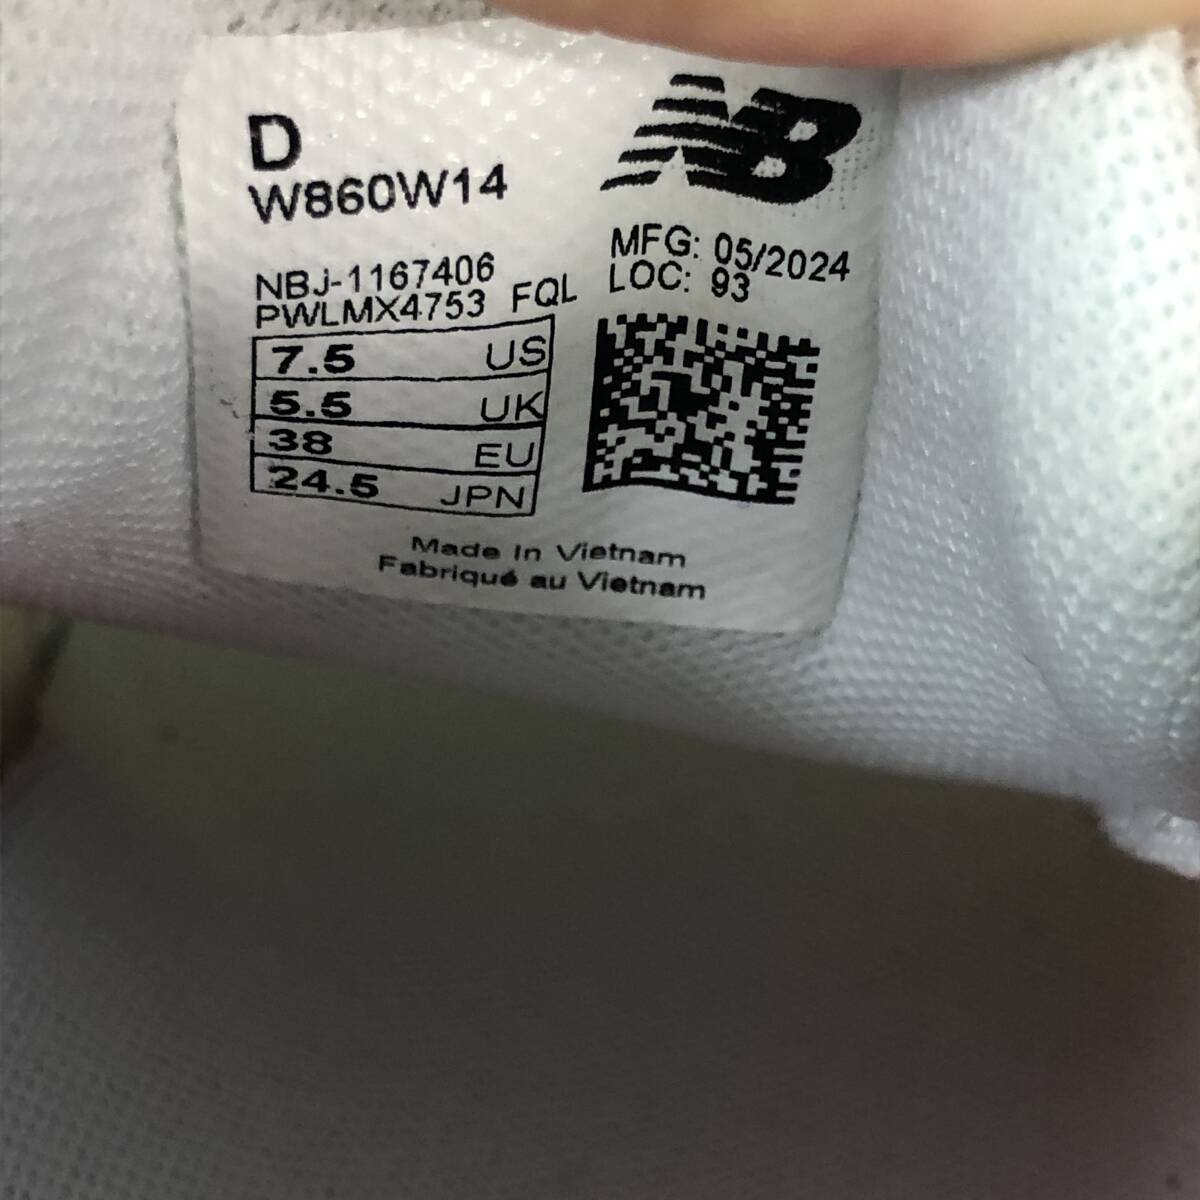 D
W860W14
NB
NBJ-1167406
PWLMX4753 FQL
MFG: 05/2024
LOC: 93
7.5 US
5.5 UK
38 EU
24.5 JPN
Made In Vietnam
Fabriqué au Vietnam